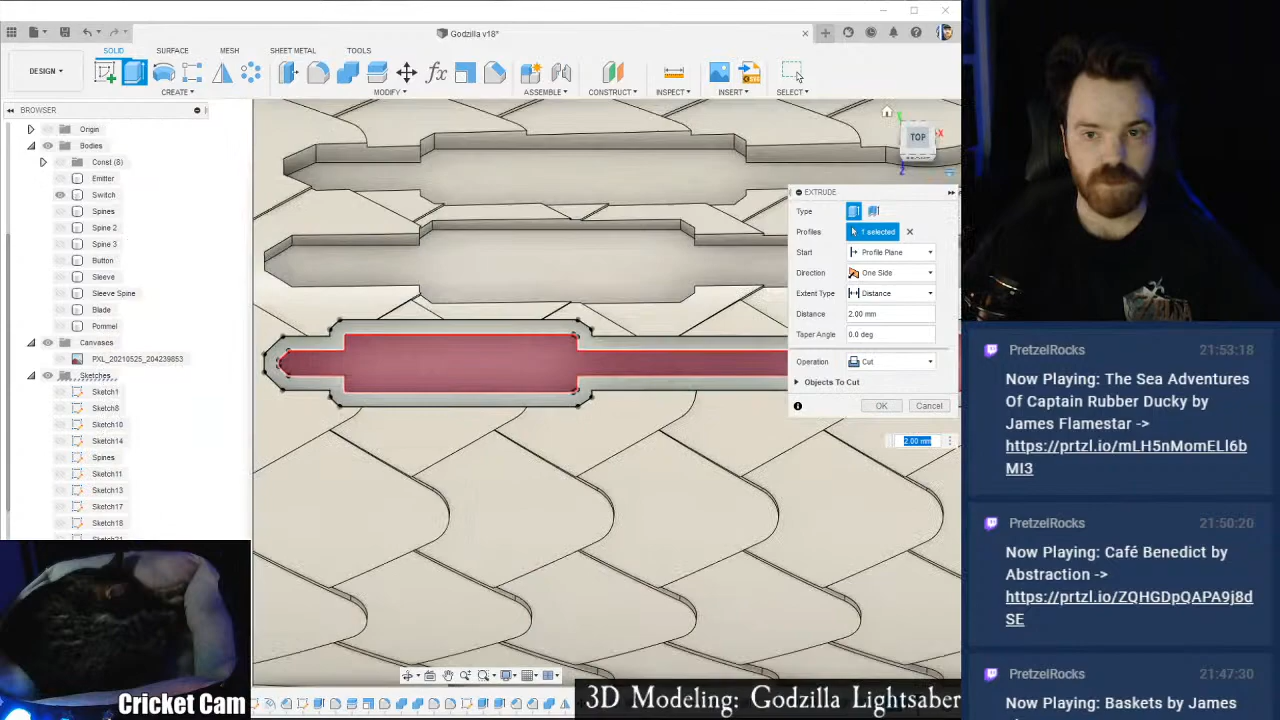 Godzilla v18*
SOLID SURFACE MESH SHEET METAL TOOLS
DESIGN
CREATE MODIFY ASSEMBLE CONSTRUCT INSPECT INSERT SELECT
BROWSER
Origin
Bodies
Const (8)
Emitter
Switch
Spines
Spine 2
Spine 3
Button
Sleeve
Sleeve Spine
Blade
Pommel
Canvases
PXL_20210525_204239853
Sketches
Sketch1
Sketch8
Sketch10
Sketch14
Spines
Sketch11
Sketch13
Sketch17
Sketch18
TOP
X
Z
EXTRUDE
Type
Profiles 1 selected
Start Profile Plane
Direction One Side
Extent Type Distance
Distance 2.00 mm
Taper Angle 0.0 deg
Operation Cut
Objects To Cut
OK Cancel
2.00 mm
Cricket Cam
3D Modeling: Godzilla Lightsaber
PretzelRocks 21:53:18
Now Playing: The Sea Adventures
Of Captain Rubber Ducky by
James Flamestar ->
https://prtzl.io/mLH5nMomELl6b
MI3
PretzelRocks 21:50:20
Now Playing: Café Benedict by
Abstraction ->
https://prtzl.io/ZQHGDpQAPA9j8d
SE
PretzelRocks 21:47:30
Now Playing: Baskets by James